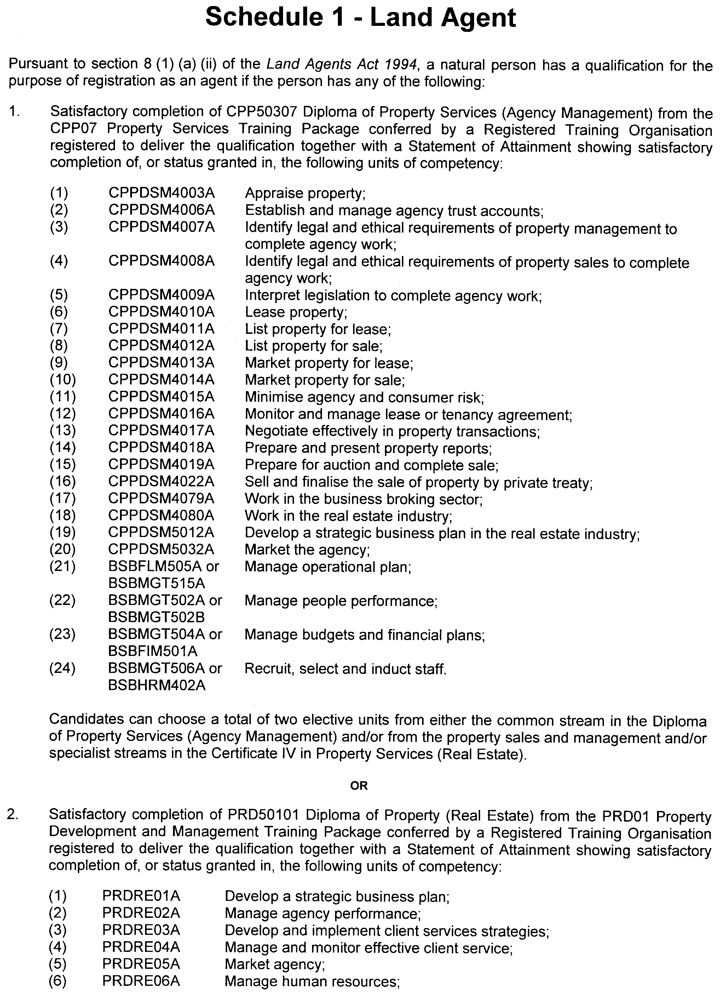 Schedule 1 - Land Agent
Pursuant to section 8 (1) (a) (ii) of the Land Agents Act 1994, a natural person has a qualification for the
purpose of registration as an agent if the person has any of the following:
1. Satisfactory completion of CPP50307 Diploma of Property Services (Agency Management) from the
CPP07 Property Services Training Package conferred by a Registered Training Organisation
registered to deliver the qualification together with a Statement of Attainment showing satisfactory
completion of, or status granted in, the following units of competency:
(1) CPPDSM4003A Appraise property;
(2) CPPDSM4006A Establish and manage agency trust accounts;
(3) CPPDSM4007A Identify legal and ethical requirements of property management to
complete agency work;
(4) CPPDSM4008A Identify legal and ethical requirements of property sales to complete
agency work;
(5) CPPDSM4009A Interpret legislation to complete agency work;
(6) CPPDSM4010A Lease property;
(7) CPPDSM4011A List property for lease;
(8) CPPDSM4012A List property for sale;
(9) CPPDSM4013A Market property for lease;
(10) CPPDSM4014A Market property for sale;
(11) CPPDSM4015A Minimise agency and consumer risk;
(12) CPPDSM4016A Monitor and manage lease or tenancy agreement;
(13) CPPDSM4017A Negotiate effectively in property transactions;
(14) CPPDSM4018A Prepare and present property reports;
(15) CPPDSM4019A Prepare for auction and complete sale;
(16) CPPDSM4022A Sell and finalise the sale of property by private treaty;
(17) CPPDSM4079A Work in the business broking sector;
(18) CPPDSM4080A Work in the real estate industry;
(19) CPPDSM5012A Develop a strategic business plan in the real estate industry;
(20) CPPDSM5032A Market the agency;
(21) BSBFLM505A or Manage operational plan;
BSBMGT515A
(22) BSBMGT502A or Manage people performance;
BSBMGT502B
(23) BSBMGT504A or Manage budgets and financial plans;
BSBFIM501A
(24) BSBMGT506A or Recruit, select and induct staff.
BSBHRM402A
Candidates can choose a total of two elective units from either the common stream in the Diploma
of Property Services (Agency Management) and/or from the property sales and management and/or
specialist streams in the Certificate IV in Property Services (Real Estate).
OR
2. Satisfactory completion of PRD50101 Diploma of Property (Real Estate) from the PRD01 Property
Development and Management Training Package conferred by a Registered Training Organisation
registered to deliver the qualification together with a Statement of Attainment showing satisfactory
completion of, or status granted in, the following units of competency:
(1) PRDRE01A Develop a strategic business plan;
(2) PRDRE02A Manage agency performance;
(3) PRDRE03A Develop and implement client services strategies;
(4) PRDRE04A Manage and monitor effective client service;
(5) PRDRE05A Market agency;
(6) PRDRE06A Manage human resources;